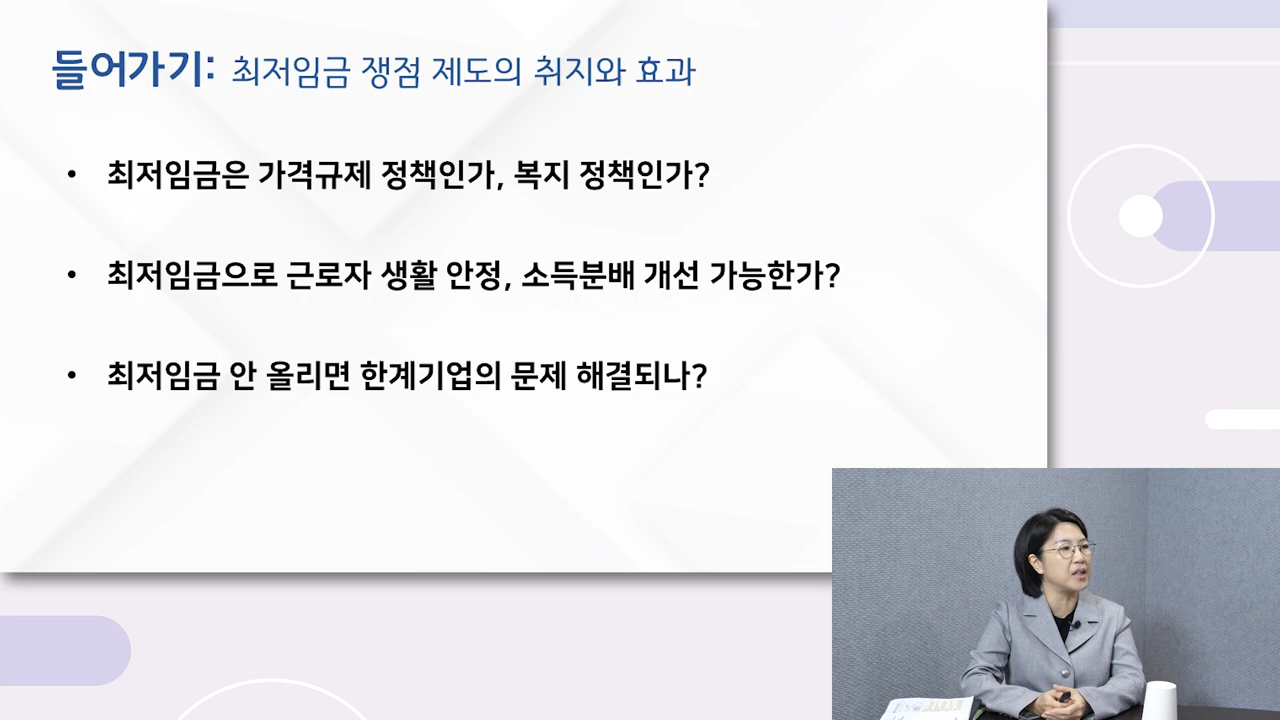 들어가기: 최저임금 쟁점 제도의 취지와 효과
• 최저임금은 가격규제 정책인가, 복지 정책인가?
• 최저임금으로 근로자 생활 안정, 소득분배 개선 가능한가?
• 최저임금 안 올리면 한계기업의 문제 해결되나?